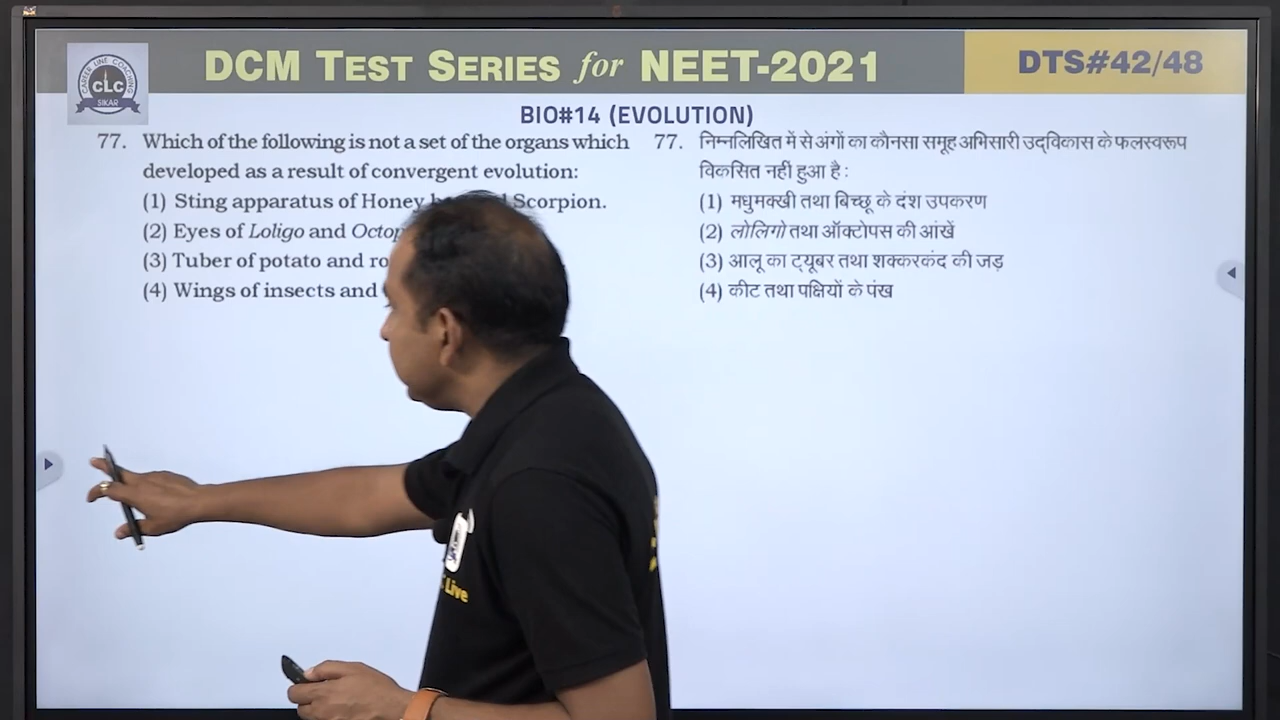 DCM TEST SERIES for NEET-2021
DTS#42/48
CAREER LINE COACHING
CLC
SIKAR
BIO#14 (EVOLUTION)
77. Which of the following is not a set of the organs which
developed as a result of convergent evolution:
(1) Sting apparatus of Honey Scorpion.
(2) Eyes of Loligo and
(3) Tuber of potato and
(4) Wings of insects and
77. निम्नलिखित में से अंगों का कौनसा समूह अभिसारी उद्विकास के फलस्वरूप
विकसित नहीं हुआ है :
(1) मधुमक्खी तथा बिच्छू के दंश उपकरण
(2) लोलिगो तथा ऑक्टोपस की आंखें
(3) आलू का ट्यूबर तथा शक्करकंद की जड़
(4) कीट तथा पक्षियों के पंख
Live